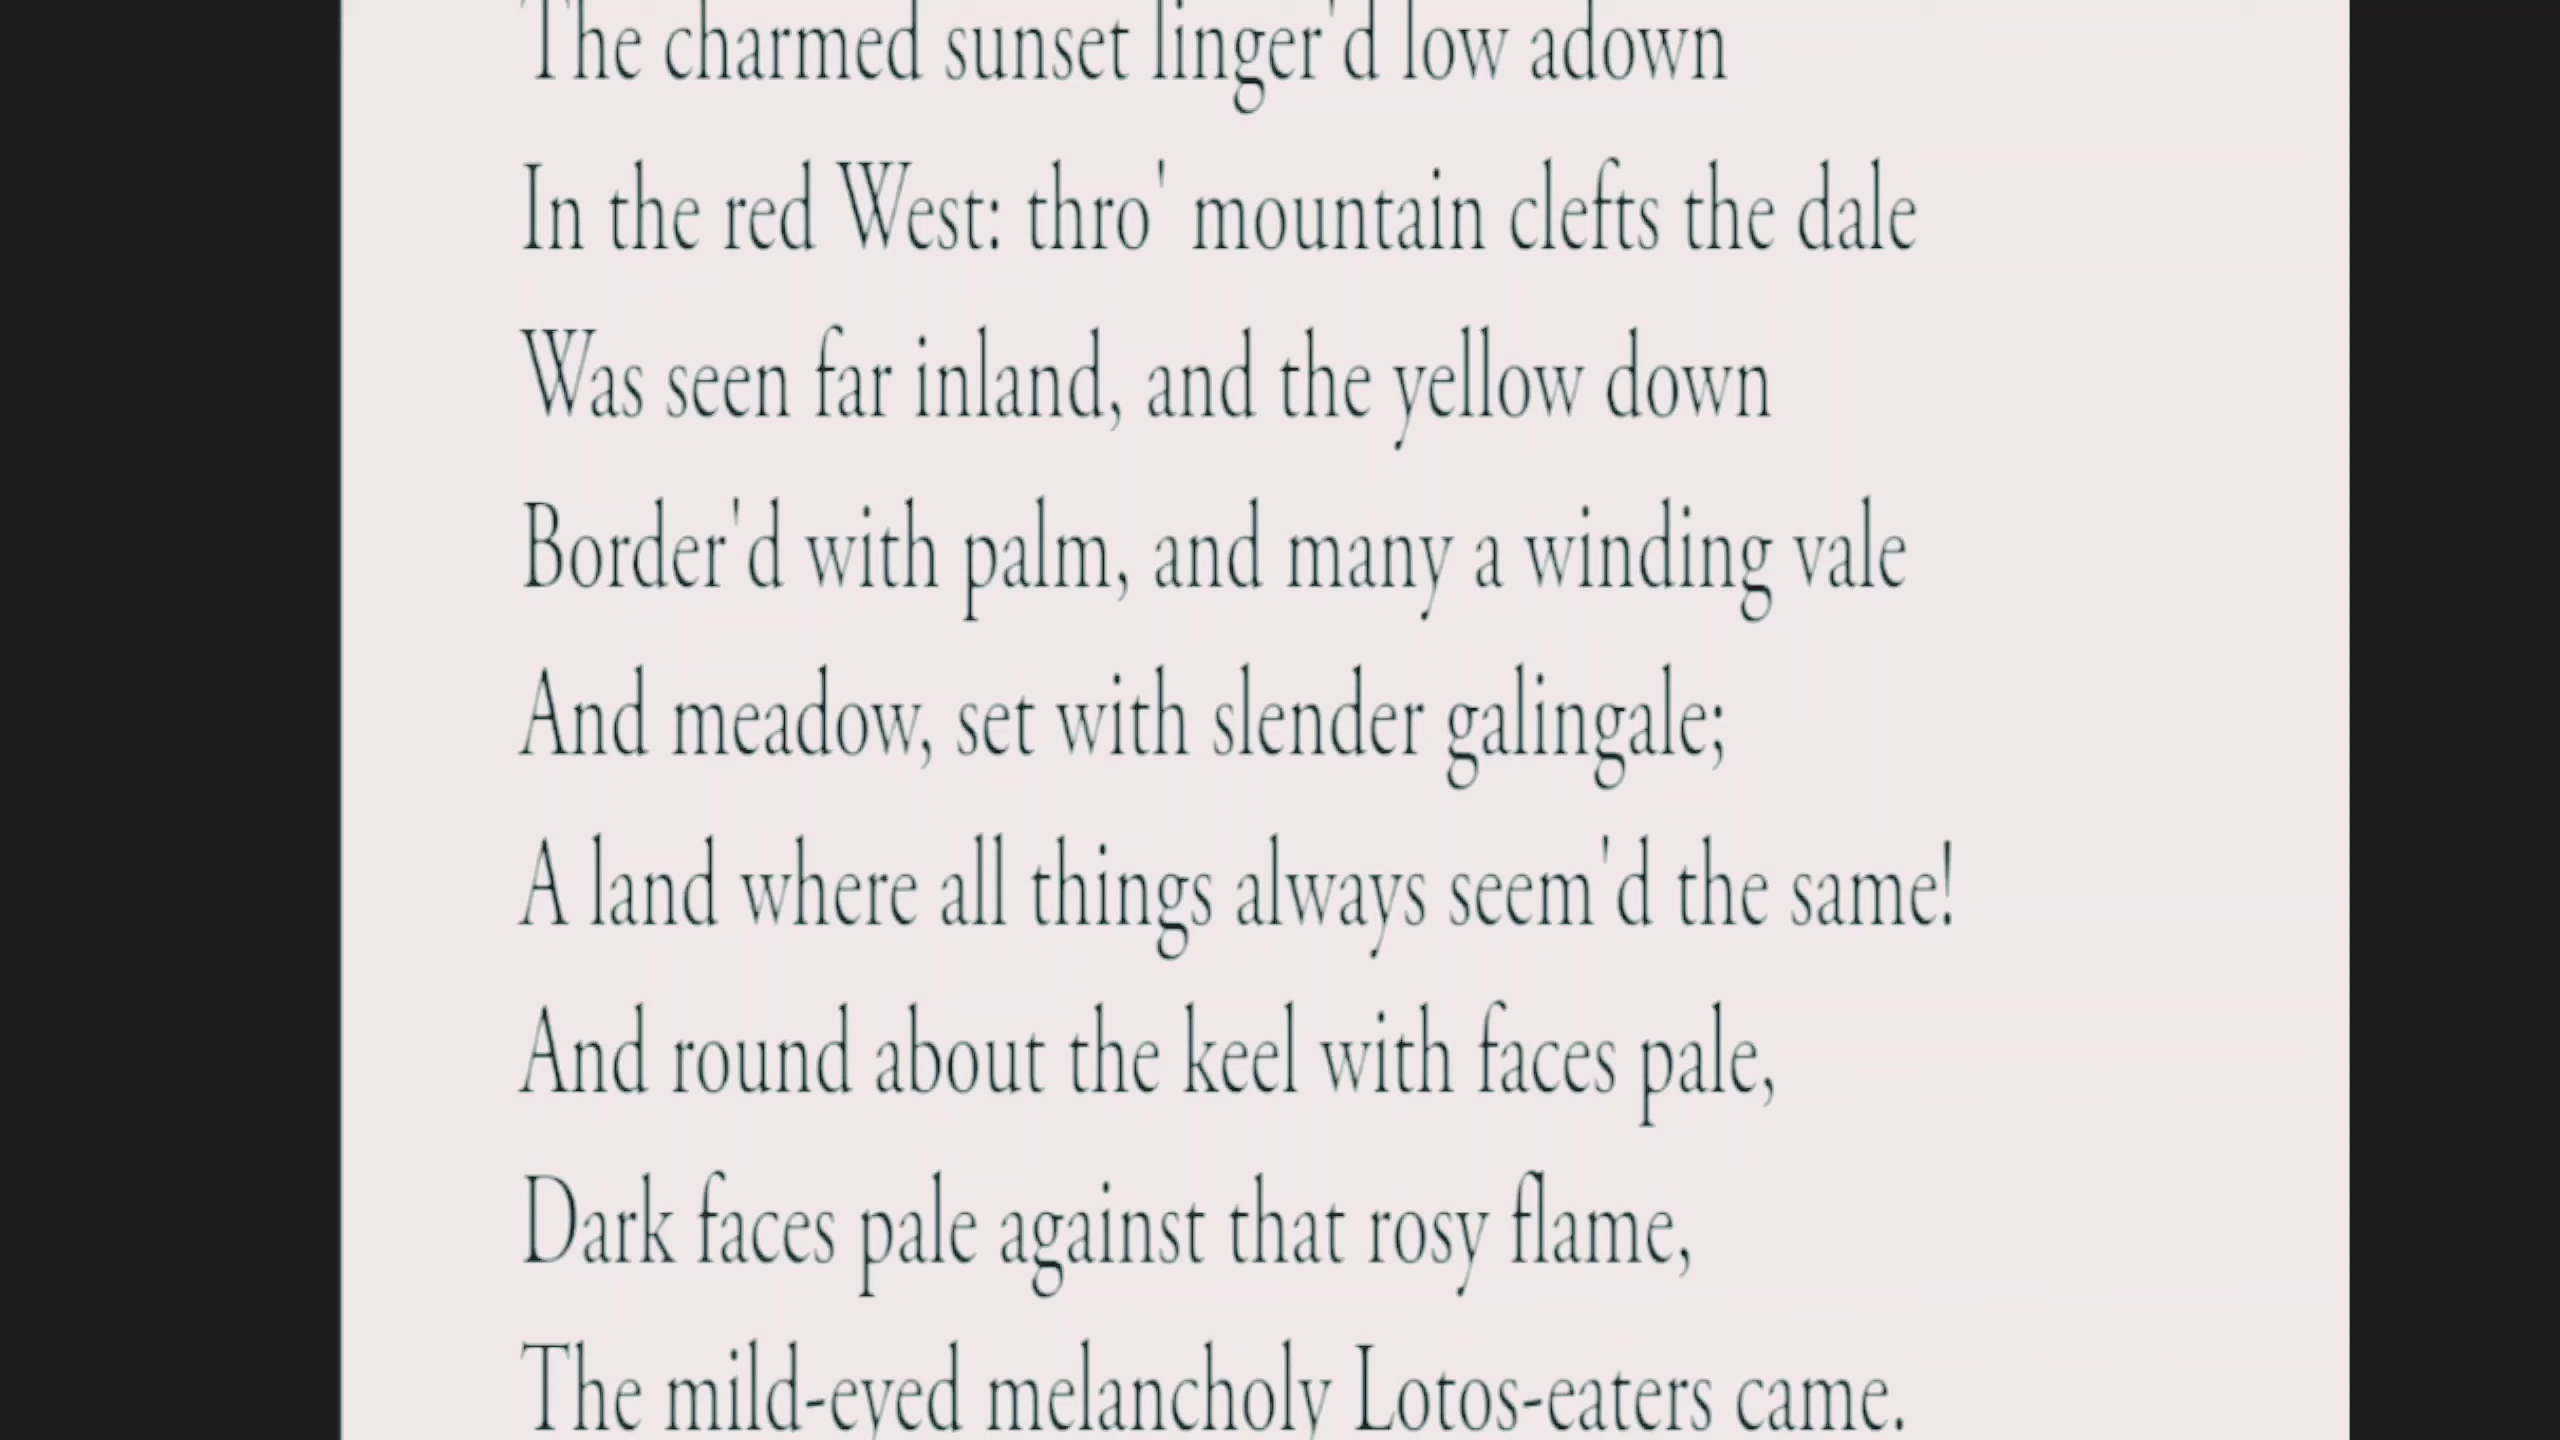 The charmed sunset linger'd low adown
In the red West: thro' mountain clefts the dale
Was seen far inland, and the yellow down
Border'd with palm, and many a winding vale
And meadow, set with slender galingale;
A land where all things always seem'd the same!
And round about the keel with faces pale,
Dark faces pale against that rosy flame,
The mild-eyed melancholy Lotos-eaters came.